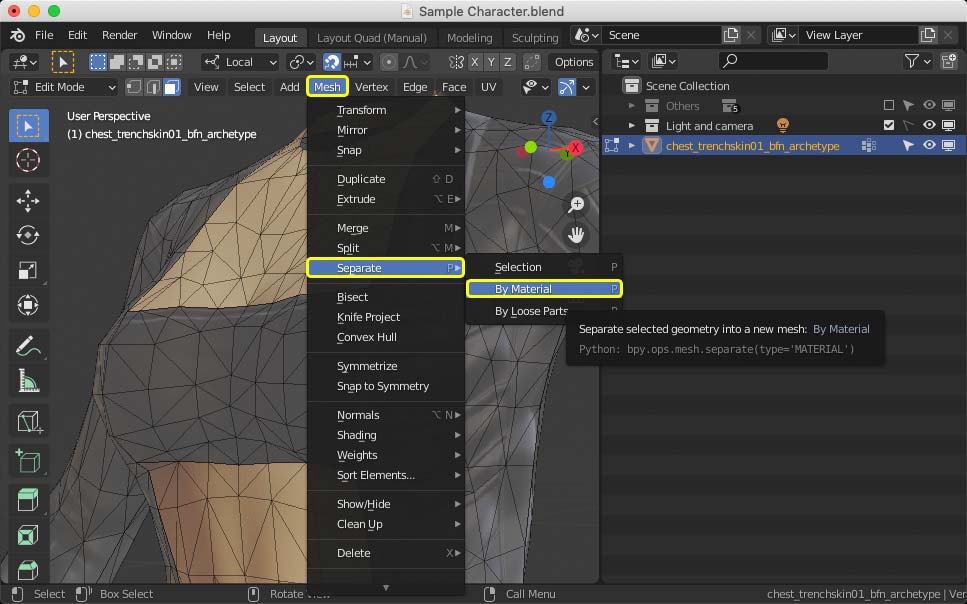 Sample Character.blend
File Edit Render Window Help
Layout Layout Quad (Manual) Modeling Sculpting
Scene View Layer
Local X Y Z Options
Edit Mode View Select Add Mesh Vertex Edge Face UV
User Perspective
(1) chest_trenchskin01_bfn_archetype
Z
X
Y
Transform
Mirror
Snap
Duplicate ⇧ D
Extrude ⌥ E
Merge M
Split ⌥ M
Separate P
Bisect
Knife Project
Convex Hull
Symmetrize
Snap to Symmetry
Normals ⌥ N
Shading
Weights
Sort Elements...
Show/Hide
Clean Up
Delete X
Selection P
By Material P
By Loose Parts
Separate selected geometry into a new mesh: By Material
Python: bpy.ops.mesh.separate(type='MATERIAL')
Scene Collection
Others 5
Light and camera
chest_trenchskin01_bfn_archetype
Select Box Select Rotate View Call Menu chest_trenchskin01_bfn_archetype | Ver